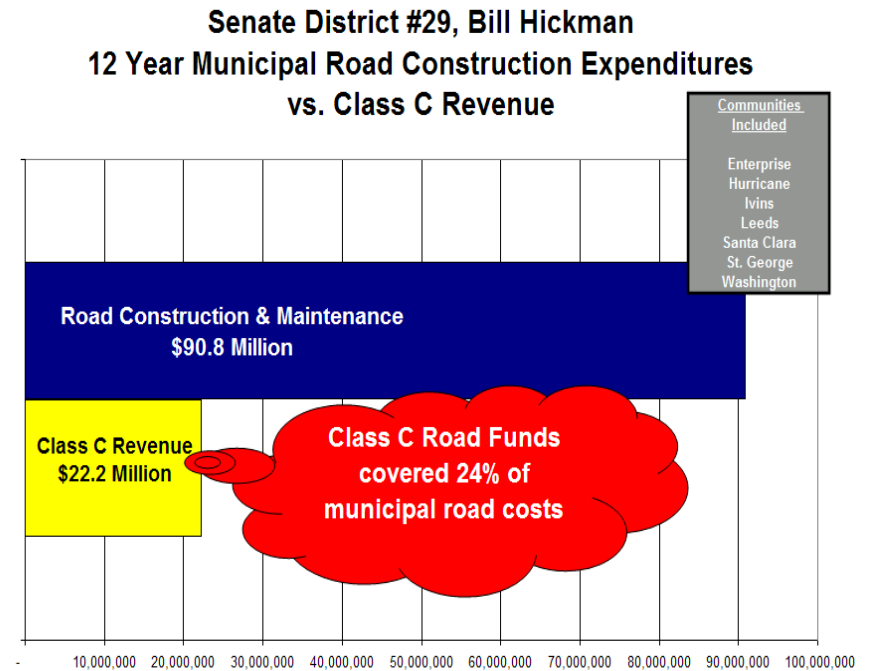 Senate District #29, Bill Hickman
12 Year Municipal Road Construction Expenditures
vs. Class C Revenue
Communities
Included
Enterprise
Hurricane
Ivins
Leeds
Santa Clara
St. George
Washington
Road Construction & Maintenance
$90.8 Million
Class C Revenue
$22.2 Million
Class C Road Funds
covered 24% of
municipal road costs
- 10,000,000 20,000,000 30,000,000 40,000,000 50,000,000 60,000,000 70,000,000 80,000,000 90,000,000 100,000,000